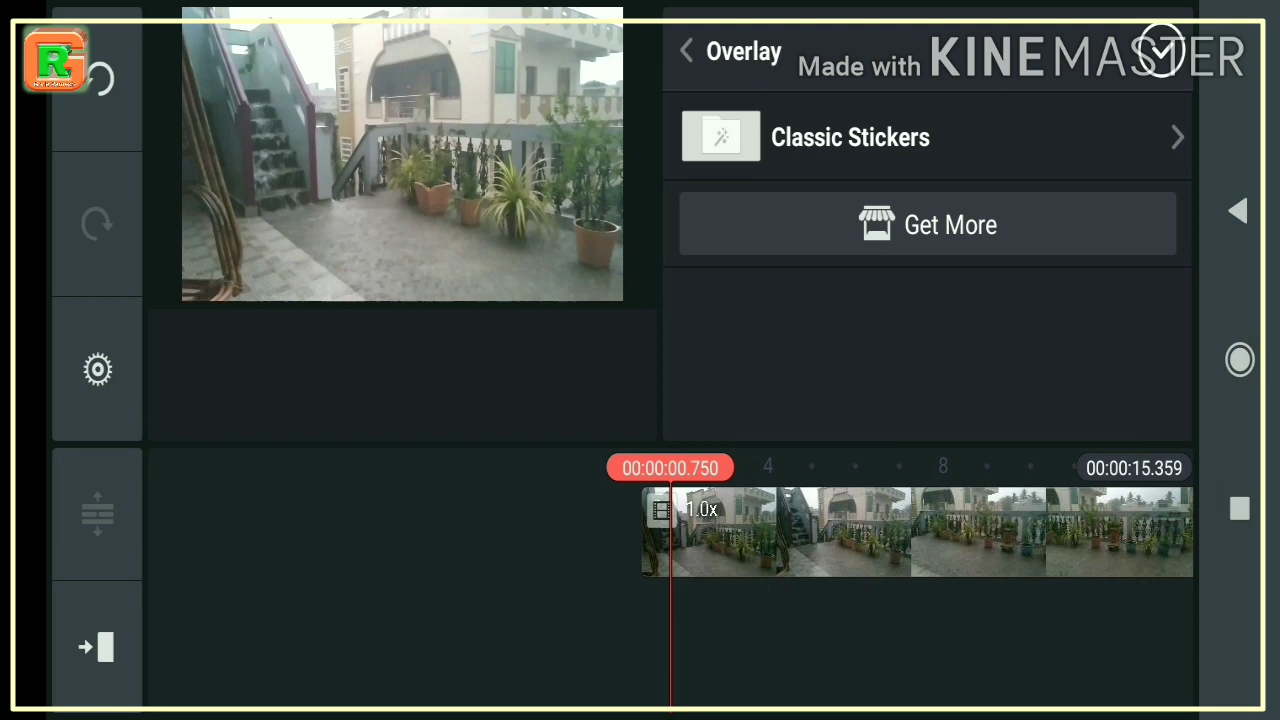 R
Overlay
Made with KINEMASTER
Classic Stickers
Get More
00:00:00.750
4
8
00:00:15.359
1.0x